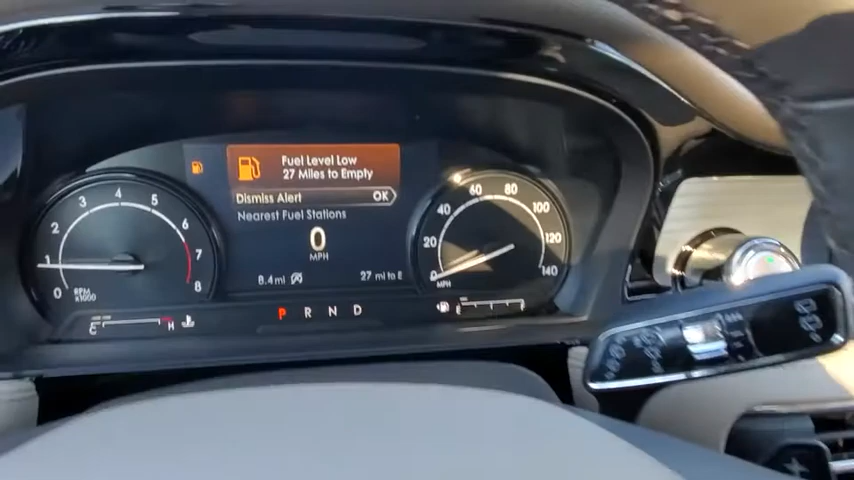 Fuel Level Low
27 Miles to Empty
Dismiss Alert OK
Nearest Fuel Stations
0
MPH
8.4 mi
27 mi to E
P R N D
0 1 2 3 4 5 6 7 8
RPM
x1000
0 20 40 60 80 100 120 140
MPH
E
H